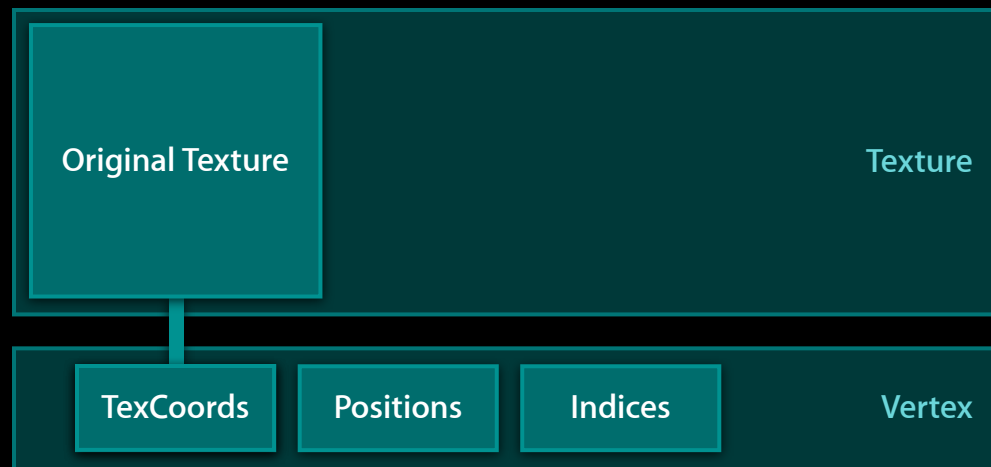 Original Texture
Texture
TexCoords
Positions
Indices
Vertex